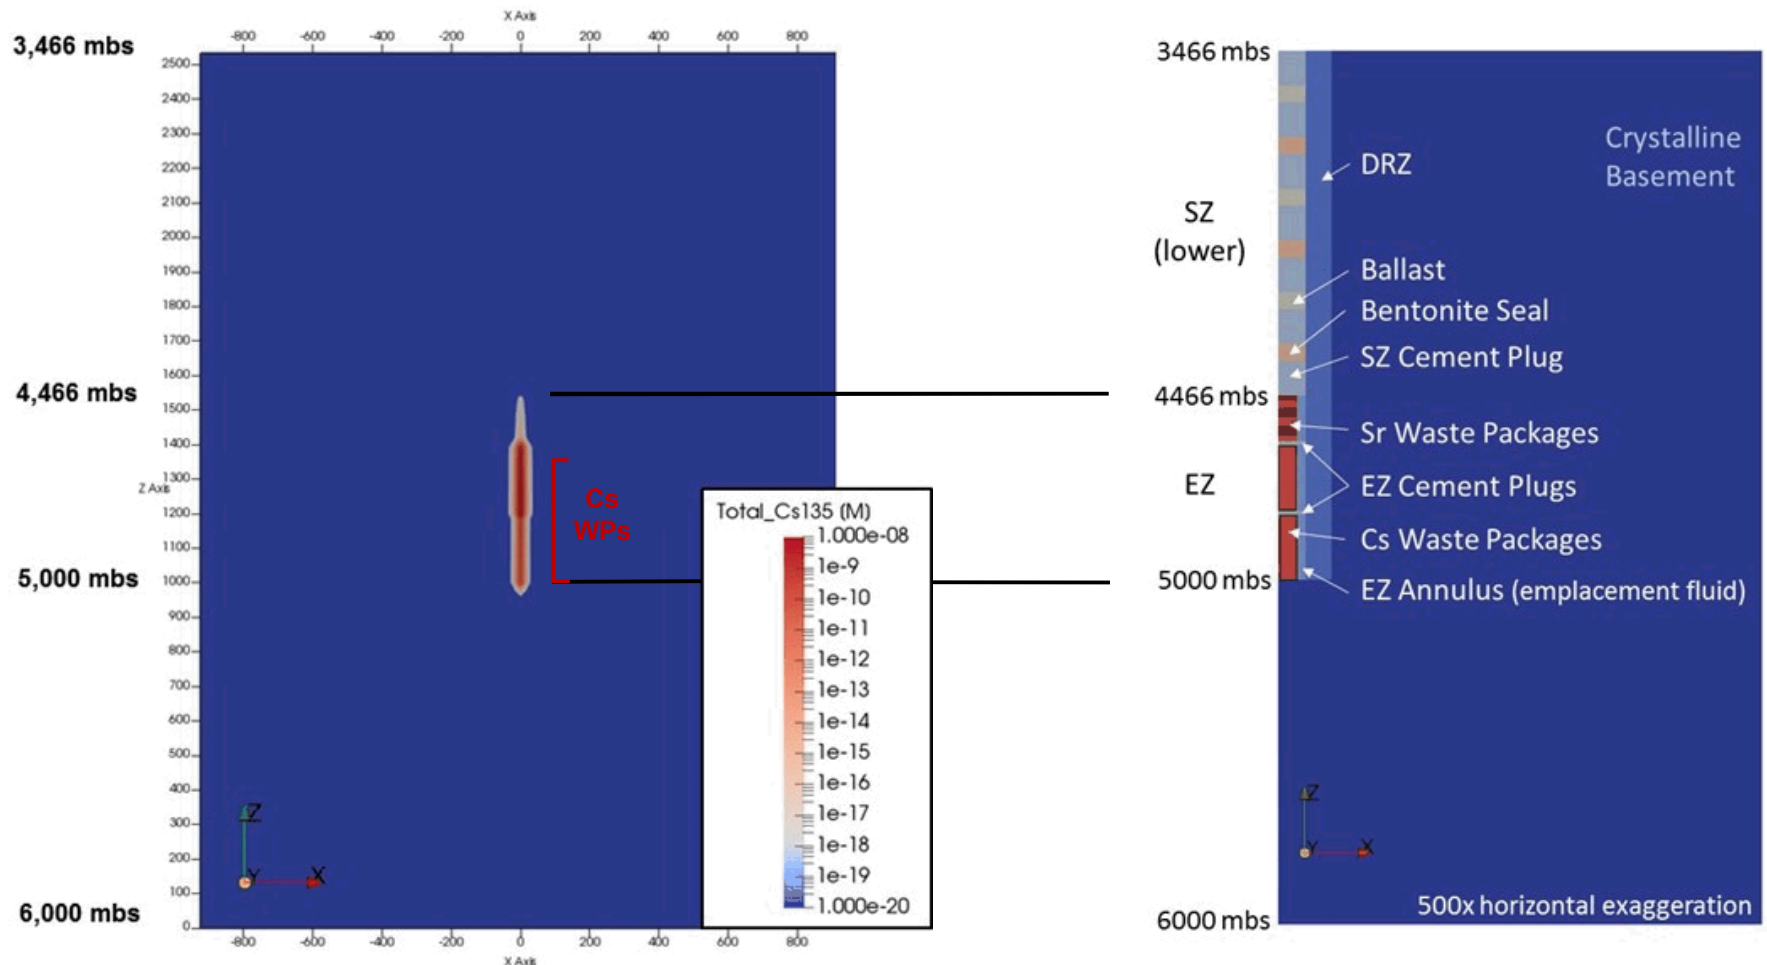 X Axis
-800 -600 -400 -200 0 200 400 600 800
3,466 mbs
4,466 mbs
5,000 mbs
6,000 mbs
2500
2400
2300
2200
2100
2000
1900
1800
1700
1600
1500
1400
1300
Z Axis
1200
1100
1000
900
800
700
600
500
400
300
200
100
0
Cs
WPs
Z
Y
X
-800 -600 -400 -200 0 200 400 600 800
X Axis
Total_Cs135 (M)
1.000e-08
1e-9
1e-10
1e-11
1e-12
1e-13
1e-14
1e-15
1e-16
1e-17
1e-18
1e-19
1.000e-20
3466 mbs
SZ
(lower)
4466 mbs
EZ
5000 mbs
6000 mbs
Crystalline
Basement
DRZ
Ballast
Bentonite Seal
SZ Cement Plug
Sr Waste Packages
EZ Cement Plugs
Cs Waste Packages
EZ Annulus (emplacement fluid)
Z
Y
X
500x horizontal exaggeration